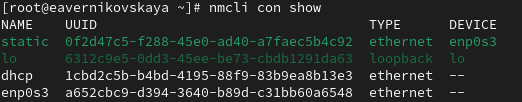 [root@eavernikovskaya ~]# nmcli con show
NAME UUID TYPE DEVICE
static 0f2d47c5-f288-45e0-ad40-a7faec5b4c92 ethernet enp0s3
lo 6312c9e5-0dd3-45ee-be73-cbdb1291da63 loopback lo
dhcp 1cbd2c5b-b4bd-4195-88f9-83b9ea8b13e3 ethernet --
enp0s3 a652cbc9-d394-3640-b89d-c31bb60a6548 ethernet --